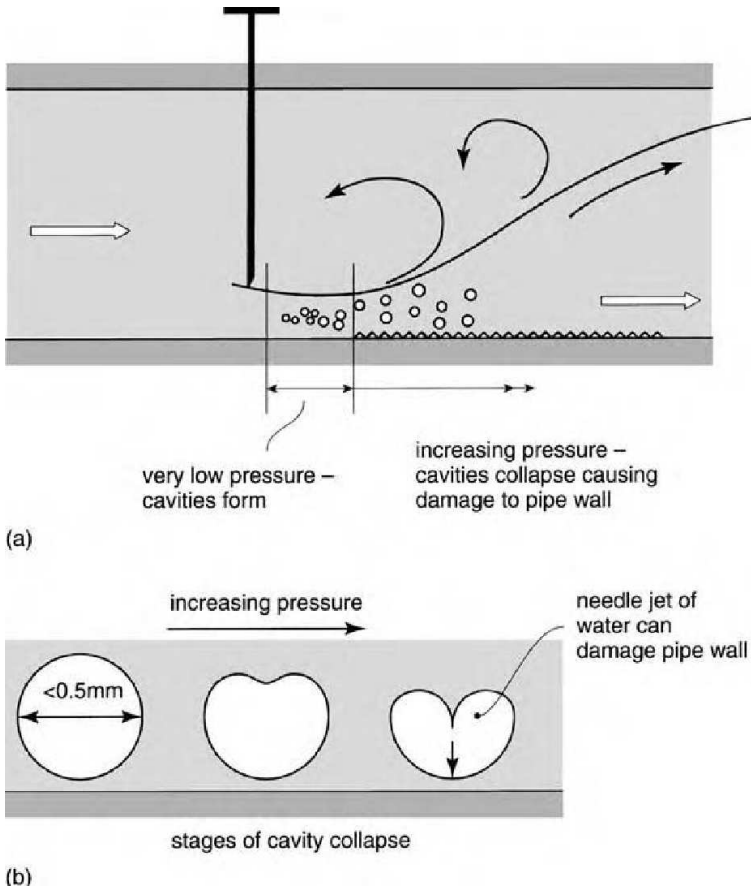 very low pressure –
cavities form
increasing pressure –
cavities collapse causing
damage to pipe wall
(a)
increasing pressure
needle jet of
water can
damage pipe wall
<0.5mm
stages of cavity collapse
(b)